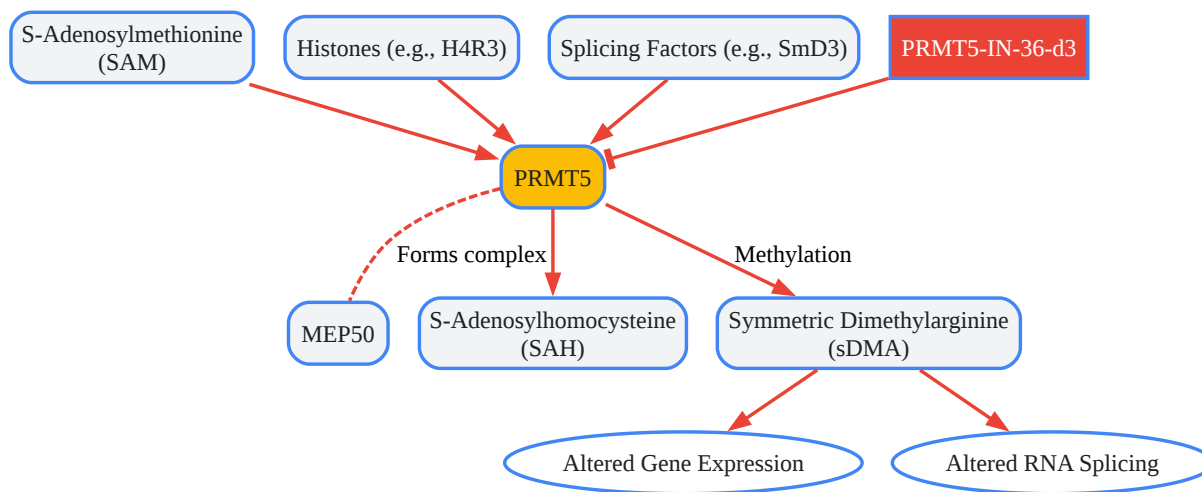 S-Adenosylmethionine
(SAM)
Histones (e.g., H4R3)
Splicing Factors (e.g., SmD3)
PRMT5-IN-36-d3
PRMT5
Forms complex
Methylation
MEP50
S-Adenosylhomocysteine
(SAH)
Symmetric Dimethylarginine
(sDMA)
Altered Gene Expression
Altered RNA Splicing